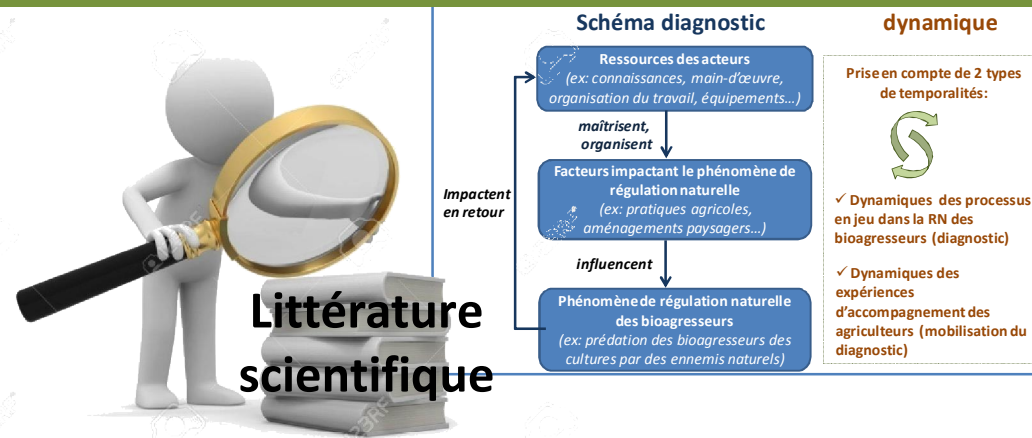 Schéma diagnostic
dynamique
Ressources des acteurs
(ex: connaissances, main-d'œuvre,
organisation du travail, équipements…)
maîtrisent,
organisent
Facteurs impactant le phénomène de
régulation naturelle
(ex: pratiques agricoles,
aménagements paysagers…)
Impactent
en retour
influencent
Phénomène de régulation naturelle
des bioagresseurs
(ex: prédation des bioagresseurs des
cultures par des ennemis naturels)
Prise en compte de 2 types
de temporalités:
✓ Dynamiques des processus
en jeu dans la RN des
bioagresseurs (diagnostic)
✓ Dynamiques des
expériences
d'accompagnement des
agriculteurs (mobilisation du
diagnostic)
Littérature
scientifique
123RF